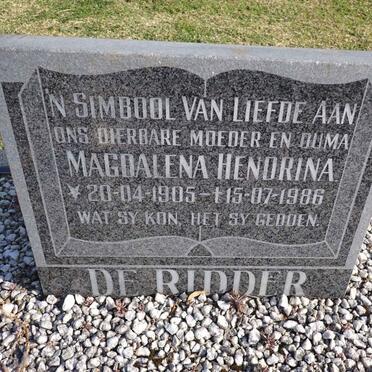 'N SIMBOOL VAN LIEFDE AAN
ONS DIERBARE MOEDER EN OUMA
MAGDALENA HENDRINA
★ 20-04-1905 - †15-07-1986
WAT SY KON, HET SY GEDOEN.
DE RIDDER